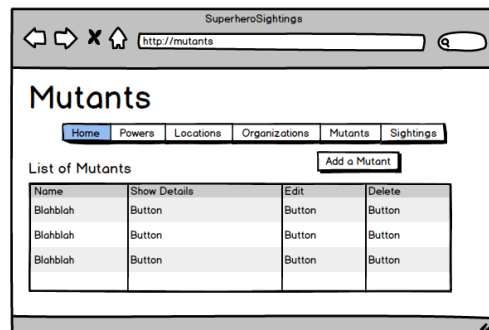 SuperheroSightings
http://mutants
Mutants
Home Powers Locations Organizations Mutants Sightings
Add a Mutant
List of Mutants
Name Show Details Edit Delete
Blahblah Button Button Button
Blahblah Button Button Button
Blahblah Button Button Button